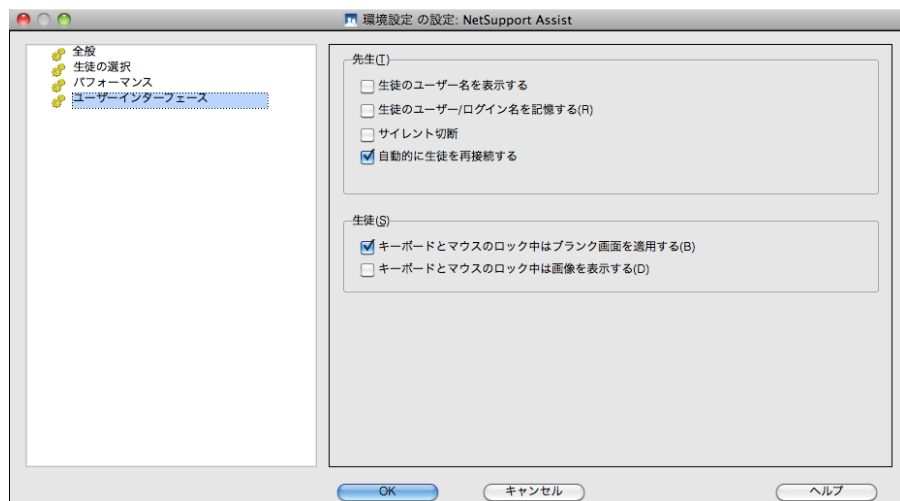 環境設定 の設定: NetSupport Assist
全般
生徒の選択
パフォーマンス
ユーザーインターフェース
先生(T)
生徒のユーザー名を表示する
生徒のユーザー/ログイン名を記憶する(R)
サイレント切断
自動的に生徒を再接続する
生徒(S)
キーボードとマウスのロック中はブランク画面を適用する(B)
キーボードとマウスのロック中は画像を表示する(D)
OK
キャンセル
ヘルプ